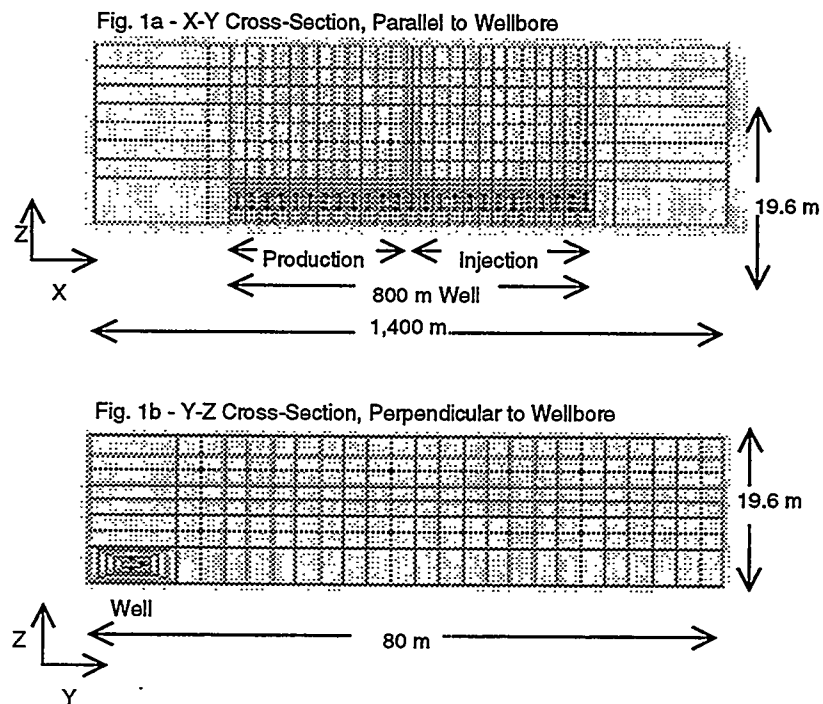 Fig. 1a - X-Y Cross-Section, Parallel to Wellbore
19.6 m
Z
X
Production
Injection
800 m Well
1,400 m
Fig. 1b - Y-Z Cross-Section, Perpendicular to Wellbore
19.6 m
Well
Z
80 m
Y